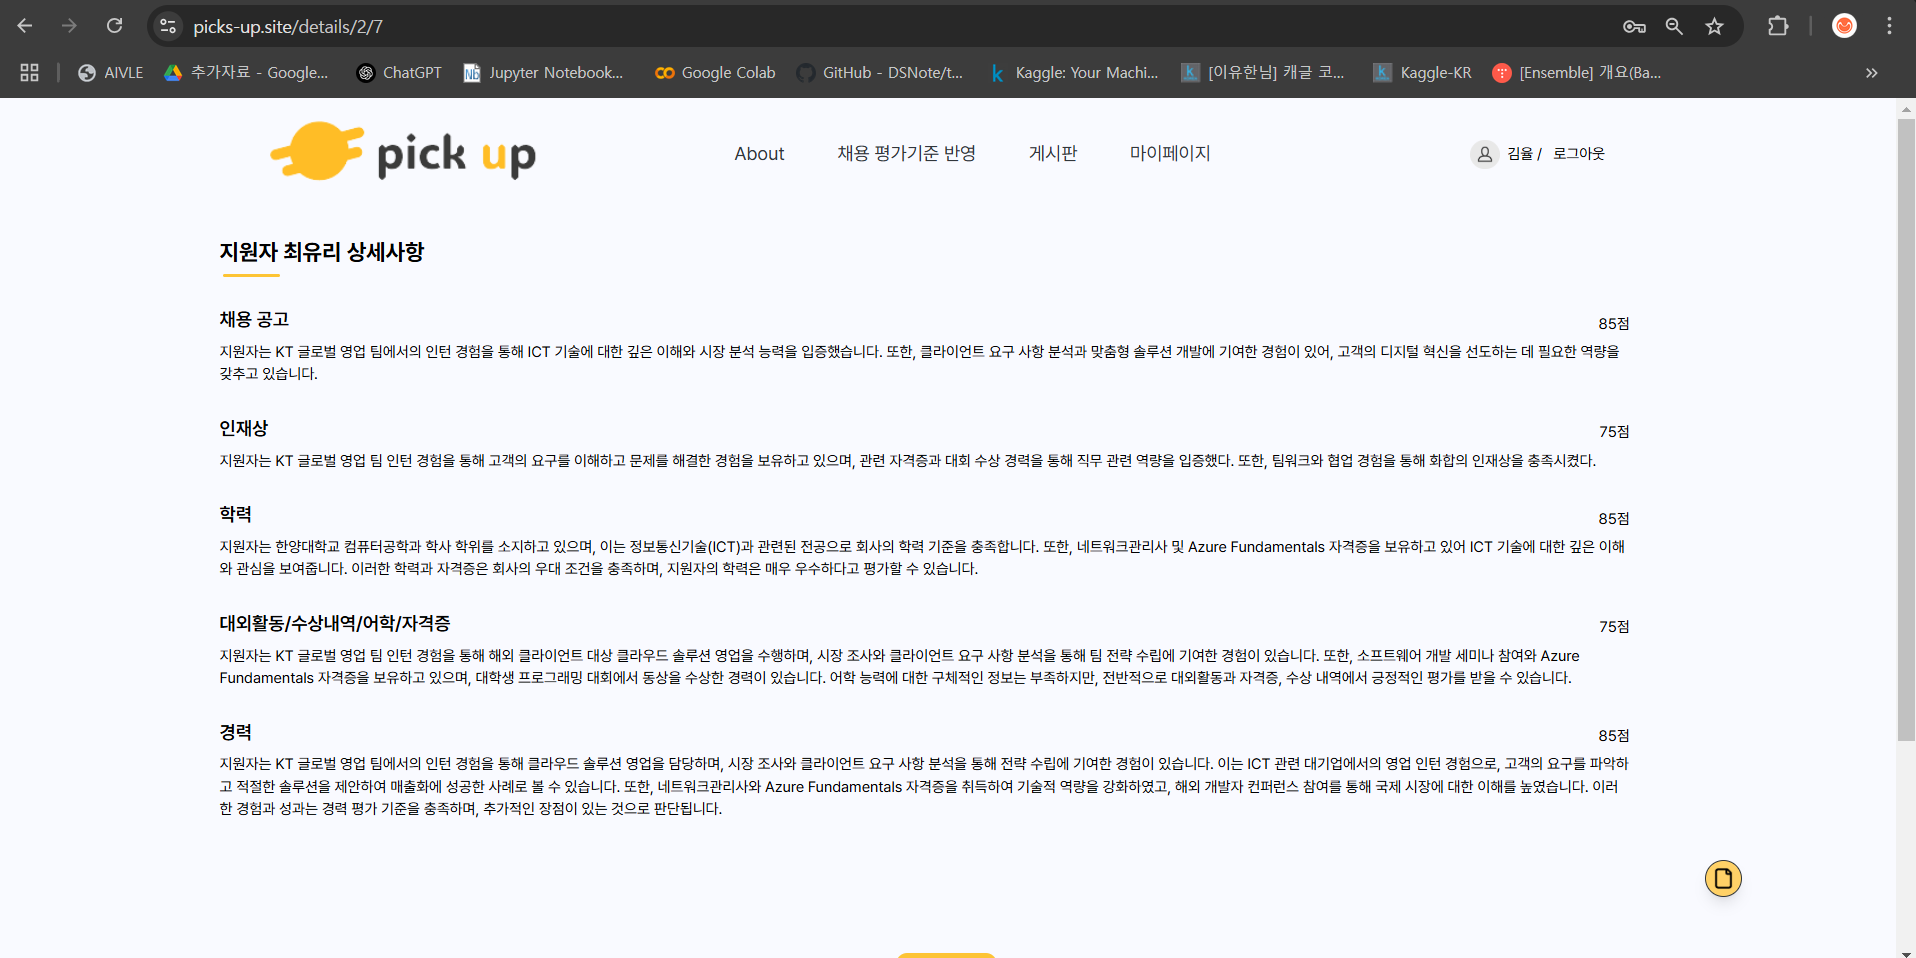 picks-up.site/details/2/7
AIVLE 추가자료 - Google... ChatGPT Jupyter Notebook... Google Colab GitHub - DSNote/t... Kaggle: Your Machi... [이유한님] 캐글 코... Kaggle-KR [Ensemble] 개요(Ba...
pick up About 채용 평가기준 반영 게시판 마이페이지 김율 / 로그아웃
지원자 최유리 상세사항
채용 공고 85점
지원자는 KT 글로벌 영업 팀에서의 인턴 경험을 통해 ICT 기술에 대한 깊은 이해와 시장 분석 능력을 입증했습니다. 또한, 클라이언트 요구 사항 분석과 맞춤형 솔루션 개발에 기여한 경험이 있어, 고객의 디지털 혁신을 선도하는 데 필요한 역량을
갖추고 있습니다.
인재상 75점
지원자는 KT 글로벌 영업 팀 인턴 경험을 통해 고객의 요구를 이해하고 문제를 해결한 경험을 보유하고 있으며, 관련 자격증과 대회 수상 경력을 통해 직무 관련 역량을 입증했다. 또한, 팀워크와 협업 경험을 통해 화합의 인재상을 충족시켰다.
학력 85점
지원자는 한양대학교 컴퓨터공학과 학사 학위를 소지하고 있으며, 이는 정보통신기술(ICT)과 관련된 전공으로 회사의 학력 기준을 충족합니다. 또한, 네트워크관리사 및 Azure Fundamentals 자격증을 보유하고 있어 ICT 기술에 대한 깊은 이해
와 관심을 보여줍니다. 이러한 학력과 자격증은 회사의 우대 조건을 충족하며, 지원자의 학력은 매우 우수하다고 평가할 수 있습니다.
대외활동/수상내역/어학/자격증 75점
지원자는 KT 글로벌 영업 팀 인턴 경험을 통해 해외 클라이언트 대상 클라우드 솔루션 영업을 수행하며, 시장 조사와 클라이언트 요구 사항 분석을 통해 팀 전략 수립에 기여한 경험이 있습니다. 또한, 소프트웨어 개발 세미나 참여와 Azure
Fundamentals 자격증을 보유하고 있으며, 대학생 프로그래밍 대회에서 동상을 수상한 경력이 있습니다. 어학 능력에 대한 구체적인 정보는 부족하지만, 전반적으로 대외활동과 자격증, 수상 내역에서 긍정적인 평가를 받을 수 있습니다.
경력 85점
지원자는 KT 글로벌 영업 팀에서의 인턴 경험을 통해 클라우드 솔루션 영업을 담당하며, 시장 조사와 클라이언트 요구 사항 분석을 통해 전략 수립에 기여한 경험이 있습니다. 이는 ICT 관련 대기업에서의 영업 인턴 경험으로, 고객의 요구를 파악하
고 적절한 솔루션을 제안하여 매출화에 성공한 사례로 볼 수 있습니다. 또한, 네트워크관리사와 Azure Fundamentals 자격증을 취득하여 기술적 역량을 강화하였고, 해외 개발자 컨퍼런스 참여를 통해 국제 시장에 대한 이해를 높였습니다. 이러
한 경험과 성과는 경력 평가 기준을 충족하며, 추가적인 장점이 있는 것으로 판단됩니다.